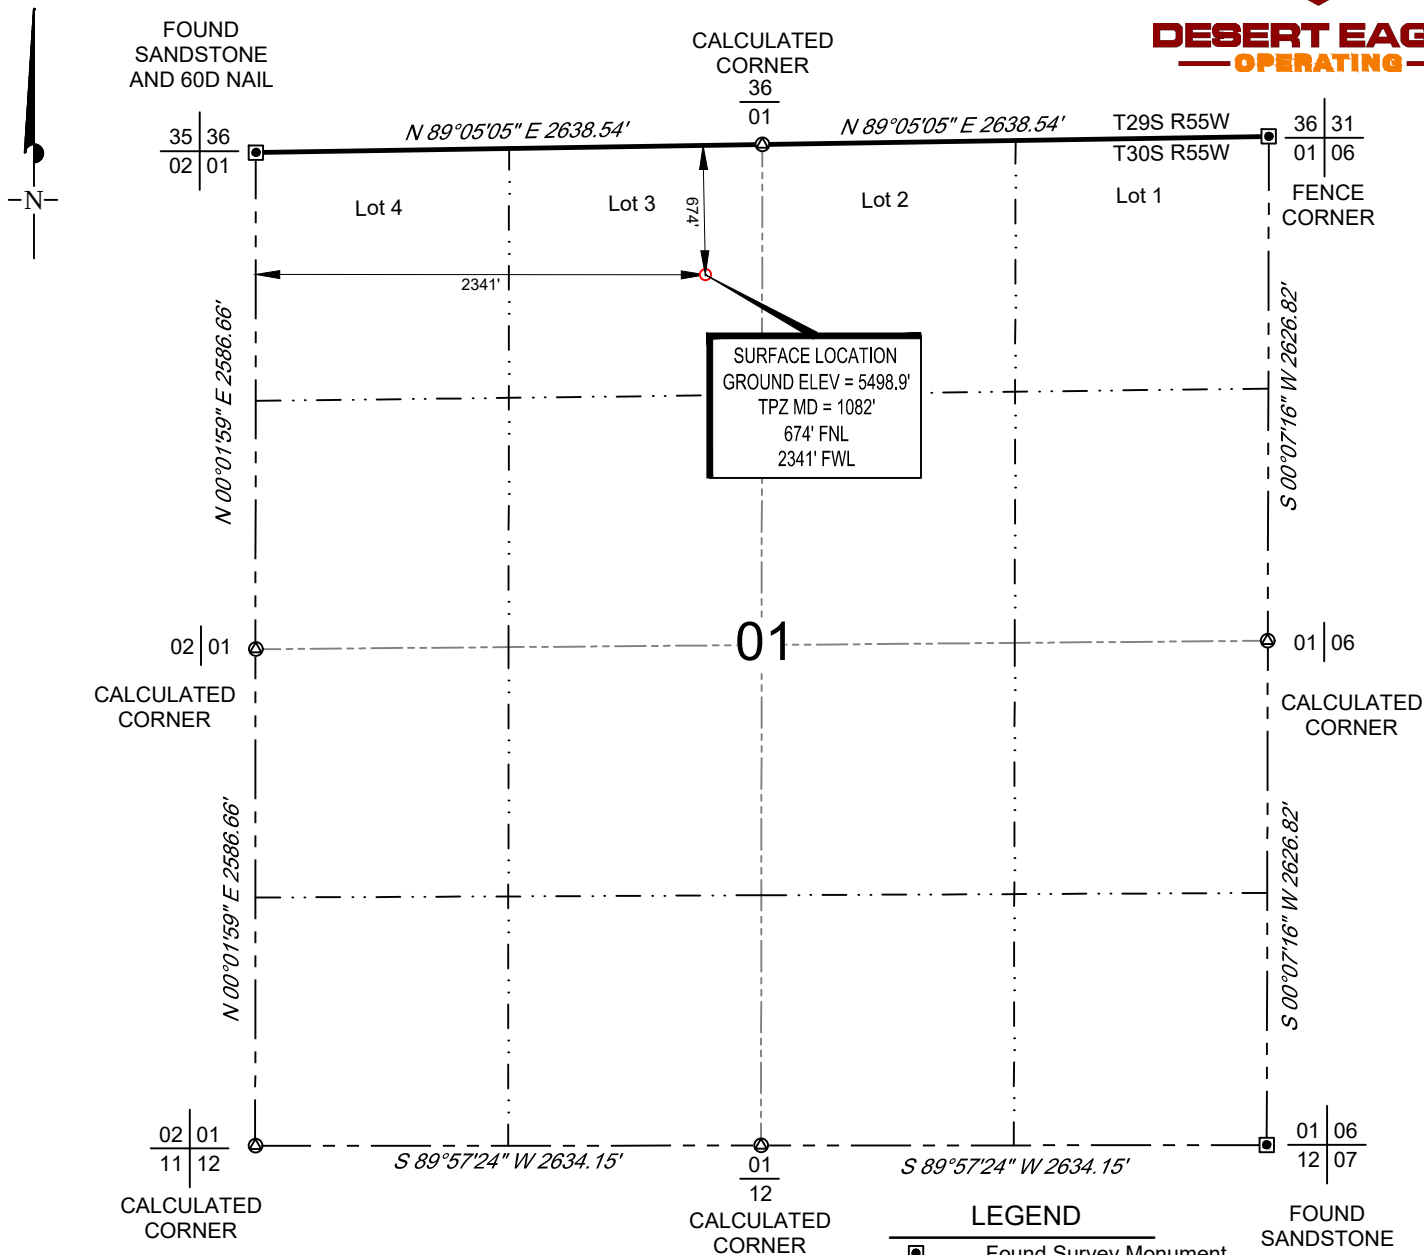 FOUND
SANDSTONE
AND 60D NAIL
CALCULATED
CORNER
DESERT EAG
OPERATING
36
01
35 36
02 01
N 89°05'05" E 2638.54'
N 89°05'05" E 2638.54'
T29S R55W
T30S R55W
36 31
01 06
FENCE
CORNER
-N-
Lot 4
Lot 3
Lot 2
Lot 1
674'
2341'
SURFACE LOCATION
GROUND ELEV = 5498.9'
TPZ MD = 1082'
674' FNL
2341' FWL
N 00°01'59" E 2586.66'
S 00°07'16" W 2626.82'
02 01
CALCULATED
CORNER
01
01 06
CALCULATED
CORNER
N 00°01'59" E 2586.66'
S 00°07'16" W 2626.82'
02 01
11 12
CALCULATED
CORNER
S 89°57'24" W 2634.15'
01
12
CALCULATED
CORNER
S 89°57'24" W 2634.15'
01 06
12 07
FOUND
SANDSTONE
LEGEND
Found Survey Monument